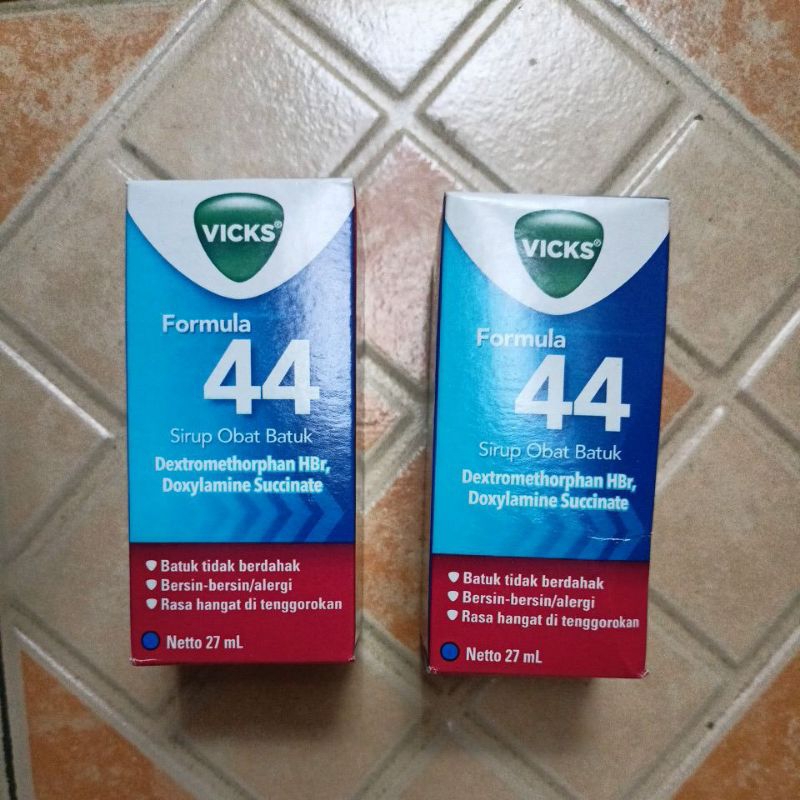 VICKS®
Formula
44
Sirup Obat Batuk
Dextromethorphan HBr,
Doxylamine Succinate
Batuk tidak berdahak
Bersin-bersin/alergi
Rasa hangat di tenggorokan
Netto 27 mL
VICKS®
Formula
44
Sirup Obat Batuk
Dextromethorphan HBr,
Doxylamine Succinate
Batuk tidak berdahak
Bersin-bersin/alergi
Rasa hangat di tenggorokan
Netto 27 mL